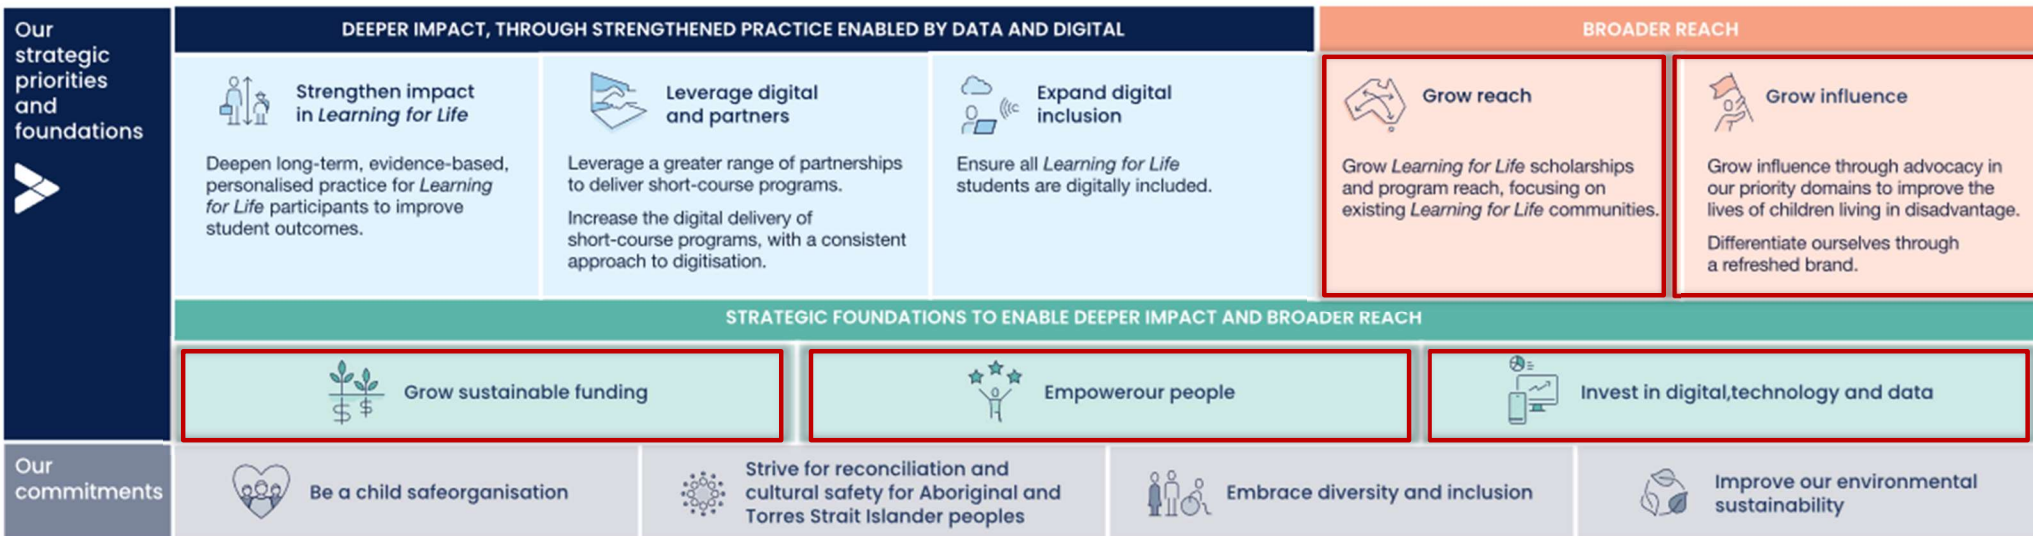 Our
strategic
priorities
and
foundations
DEEPER IMPACT, THROUGH STRENGTHENED PRACTICE ENABLED BY DATA AND DIGITAL
Strengthen impact
in Learning for Life
Deepen long-term, evidence-based,
personalised practice for Learning
for Life participants to improve
student outcomes.
Leverage digital
and partners
Leverage a greater range of partnerships
to deliver short-course programs.
Increase the digital delivery of
short-course programs, with a consistent
approach to digitisation.
Expand digital
inclusion
Ensure all Learning for Life
students are digitally included.
BROADER REACH
Grow reach
Grow Learning for Life scholarships
and program reach, focusing on
existing Learning for Life communities.
Grow influence
Grow influence through advocacy in
our priority domains to improve the
lives of children living in disadvantage.
Differentiate ourselves through
a refreshed brand.
STRATEGIC FOUNDATIONS TO ENABLE DEEPER IMPACT AND BROADER REACH
Grow sustainable funding
Empowerour people
Invest in digital,technology and data
Our
commitments
Be a child safeorganisation
Strive for reconciliation and
cultural safety for Aboriginal and
Torres Strait Islander peoples
Embrace diversity and inclusion
Improve our environmental
sustainability